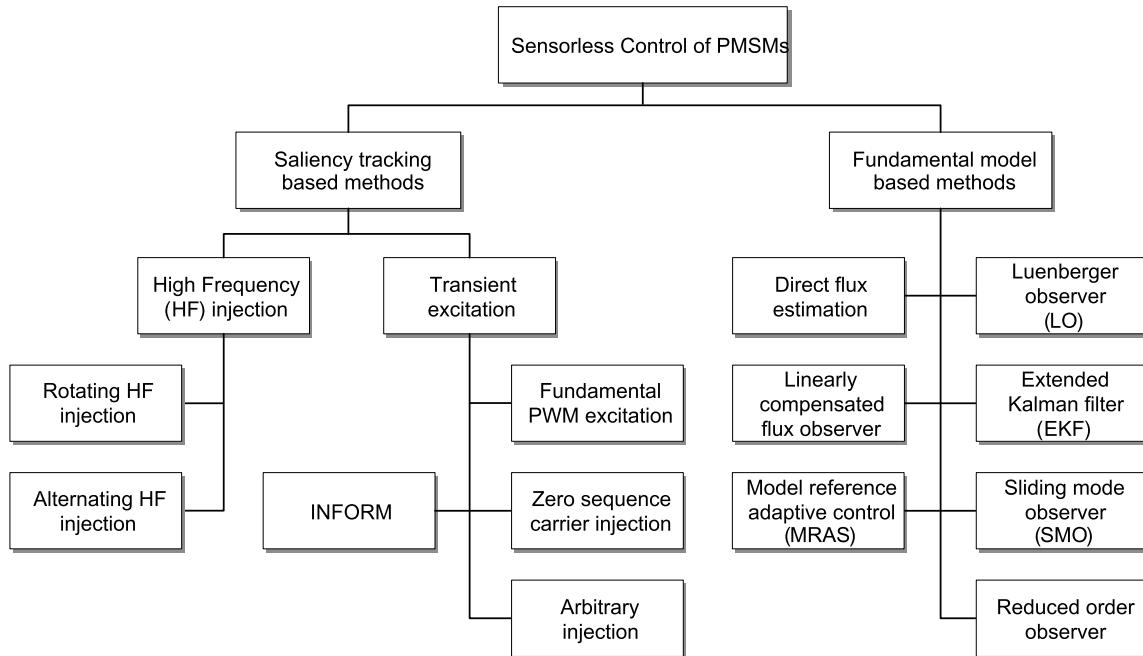 Sensorless Control of PMSMs
Saliency tracking
based methods
Fundamental model
based methods
High Frequency
(HF) injection
Transient
excitation
Direct flux
estimation
Luenberger
observer
(LO)
Rotating HF
injection
Fundamental
PWM excitation
Linearly
compensated
flux observer
Extended
Kalman filter
(EKF)
Alternating HF
injection
INFORM
Zero sequence
carrier injection
Model reference
adaptive control
(MRAS)
Sliding mode
observer
(SMO)
Arbitrary
injection
Reduced order
observer